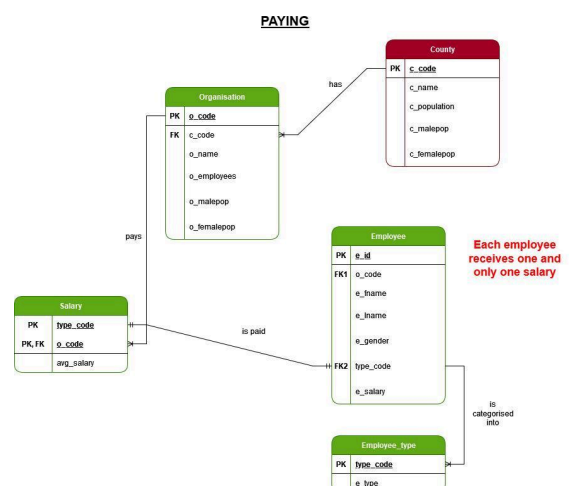 PAYING
County
PK c_code
c_name
c_population
c_malepop
c_femalepop
has
Organisation
PK o_code
FK c_code
o_name
o_employees
o_malepop
o_femalepop
pays
Employee
PK e_id
FK1 o_code
e_fname
e_lname
e_gender
FK2 type_code
e_salary
Each employee
receives one and
only one salary
Salary
PK type_code
PK, FK o_code
avg_salary
is paid
is
categorised
into
Employee_type
PK type_code
e_type